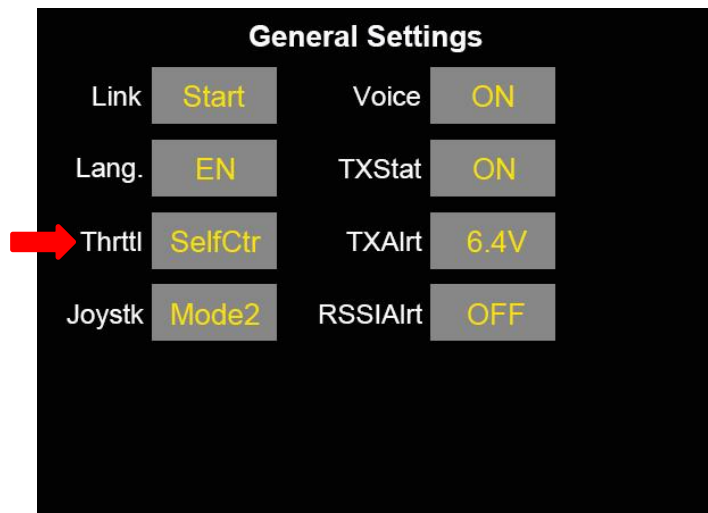 General Settings
Link Start Voice ON
Lang. EN TXStat ON
Thrttl SelfCtr TXAlrt 6.4V
Joystk Mode2 RSSIAlrt OFF